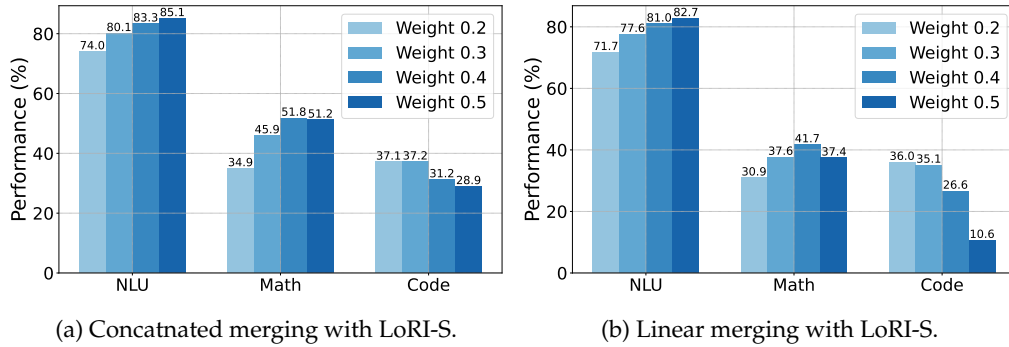 Performance (%)
80
60
40
20
0
74.0
80.1
83.3
85.1
34.9
45.9
51.8
51.2
37.1
37.2
31.2
28.9
Weight 0.2
Weight 0.3
Weight 0.4
Weight 0.5
NLU
Math
Code
(a) Concatnated merging with LoRI-S.
Performance (%)
80
60
40
20
0
71.7
77.6
81.0
82.7
30.9
37.6
41.7
37.4
36.0
35.1
26.6
10.6
Weight 0.2
Weight 0.3
Weight 0.4
Weight 0.5
NLU
Math
Code
(b) Linear merging with LoRI-S.